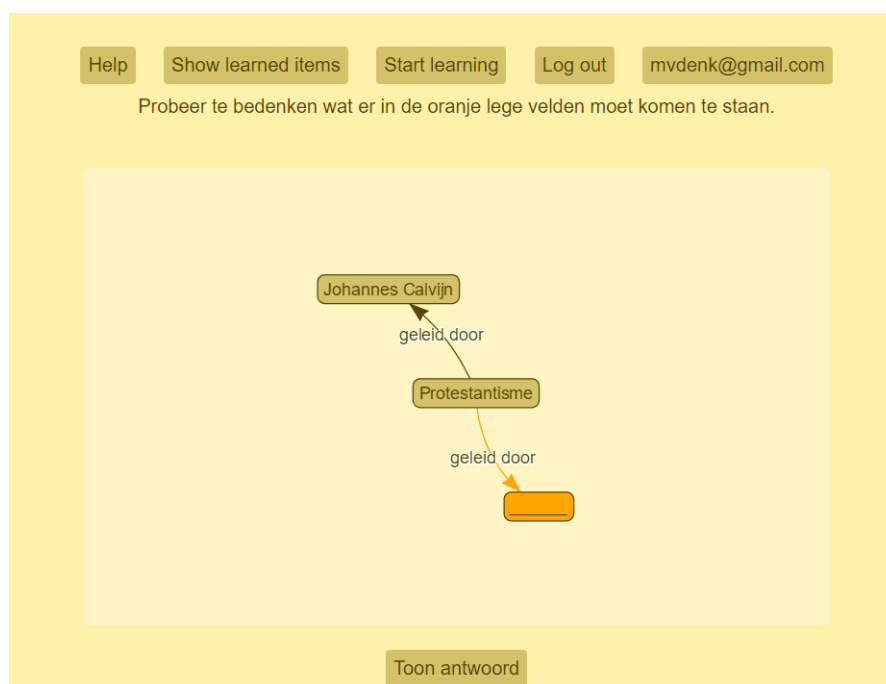 Help Show learned items Start learning Log out mvdenk@gmail.com
Probeer te bedenken wat er in de oranje lege velden moet komen te staan.
Johannes Calvijn
geleid door
Protestantisme
geleid door
Toon antwoord